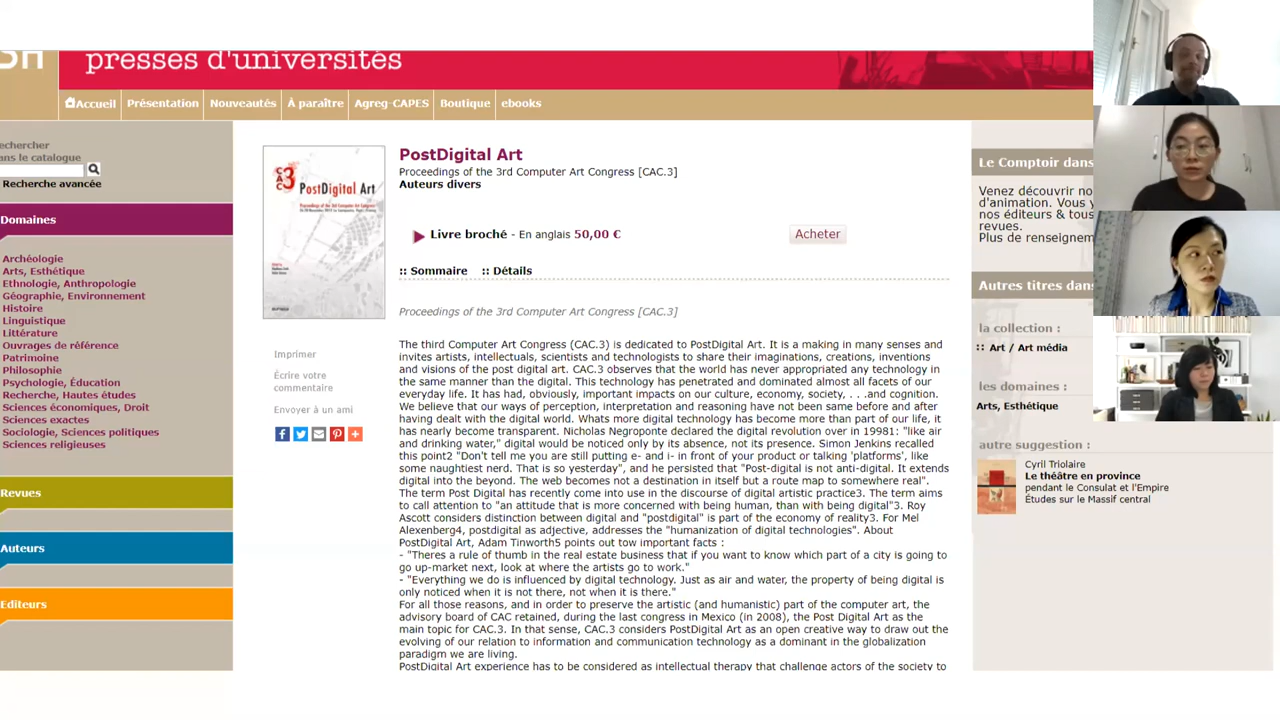 presses d'universités
Accueil
Présentation
Nouveautés
À paraître
Agreg-CAPES
Boutique
ebooks
echercher
ans le catalogue
Recherche avancée
Domaines
Archéologie
Arts, Esthétique
Ethnologie, Anthropologie
Géographie, Environnement
Histoire
Linguistique
Littérature
Ouvrages de référence
Patrimoine
Philosophie
Psychologie, Éducation
Recherche, Hautes études
Sciences économiques, Droit
Sciences exactes
Sociologie, Sciences politiques
Sciences religieuses
Revues
Auteurs
Editeurs
CAC3
PostDigital Art
Proceedings of the 3rd Computer Art Congress
Imprimer
Écrire votre
commentaire
Envoyer à un ami
PostDigital Art
Proceedings of the 3rd Computer Art Congress [CAC.3]
Auteurs divers
Livre broché - En anglais 50,00 €
Acheter
:: Sommaire :: Détails
Proceedings of the 3rd Computer Art Congress [CAC.3]
The third Computer Art Congress (CAC.3) is dedicated to PostDigital Art. It is a making in many senses and
invites artists, intellectuals, scientists and technologists to share their imaginations, creations, inventions
and visions of the post digital art. CAC.3 observes that the world has never appropriated any technology in
the same manner than the digital. This technology has penetrated and dominated almost all facets of our
everyday life. It has had, obviously, important impacts on our culture, economy, society, . . .and cognition.
We believe that our ways of perception, interpretation and reasoning have not been same before and after
having dealt with the digital world. Whats more digital technology has become more than part of our life, it
has nearly become transparent. Nicholas Negroponte declared the digital revolution over in 19981: "like air
and drinking water," digital would be noticed only by its absence, not its presence. Simon Jenkins recalled
this point2 "Don't tell me you are still putting e- and i- in front of your product or talking 'platforms', like
some naughtiest nerd. That is so yesterday", and he persisted that "Post-digital is not anti-digital. It extends
digital into the beyond. The web becomes not a destination in itself but a route map to somewhere real".
The term Post Digital has recently come into use in the discourse of digital artistic practice3. The term aims
to call attention to "an attitude that is more concerned with being human, than with being digital"3. Roy
Ascott considers distinction between digital and "postdigital" is part of the economy of reality3. For Mel
Alexenberg4, postdigital as adjective, addresses the "humanization of digital technologies". About
PostDigital Art, Adam Tinworth5 points out tow important facts :
- "Theres a rule of thumb in the real estate business that if you want to know which part of a city is going to
go up-market next, look at where the artists go to work."
- "Everything we do is influenced by digital technology. Just as air and water, the property of being digital is
only noticed when it is not there, not when it is there."
For all those reasons, and in order to preserve the artistic (and humanistic) part of the computer art, the
advisory board of CAC retained, during the last congress in Mexico (in 2008), the Post Digital Art as the
main topic for CAC.3. In that sense, CAC.3 considers PostDigital Art as an open creative way to draw out the
evolving of our relation to information and communication technology as a dominant in the globalization
paradigm we are living.
PostDigital Art experience has to be considered as intellectual therapy that challenge actors of the society to
Le Comptoir dans
Venez découvrir no
d'animation. Vous y
nos éditeurs & tous
revues.
Plus de renseignem
Autres titres dans
la collection :
:: Art / Art média
les domaines:
Arts, Esthétique
autre suggestion :
Cyril Triolaire
Le théâtre en province
pendant le Consulat et l'Empire
Études sur le Massif central